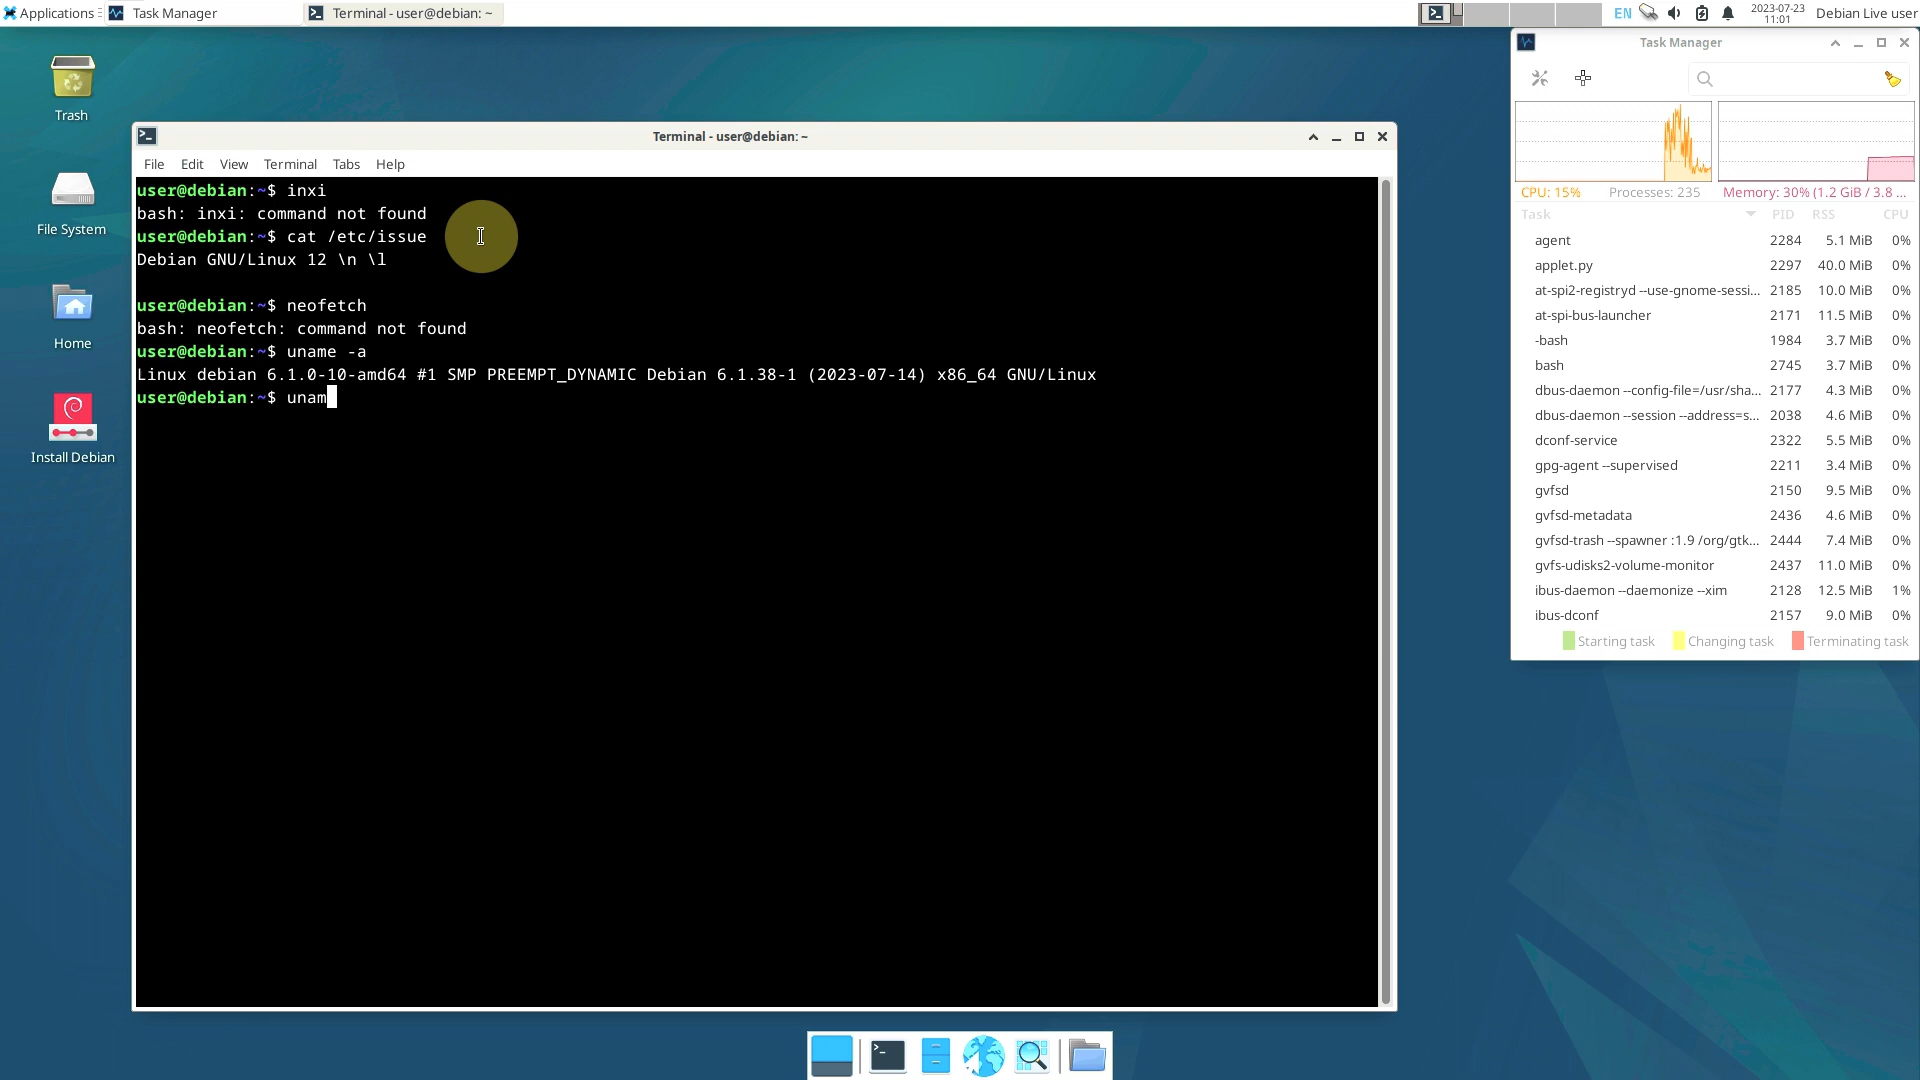 Applications
Task Manager
Terminal - user@debian: ~
EN
2023-07-23
11:01
Debian Live user
Trash
File System
Home
Install Debian
Terminal - user@debian: ~
File Edit View Terminal Tabs Help
user@debian:~$ inxi
bash: inxi: command not found
user@debian:~$ cat /etc/issue
Debian GNU/Linux 12 \n \l
user@debian:~$ neofetch
bash: neofetch: command not found
user@debian:~$ uname -a
Linux debian 6.1.0-10-amd64 #1 SMP PREEMPT_DYNAMIC Debian 6.1.38-1 (2023-07-14) x86_64 GNU/Linux
user@debian:~$ unam
Task Manager
CPU: 15% Processes: 235 Memory: 30% (1.2 GiB / 3.8 ...
Task PID RSS CPU
agent 2284 5.1 MiB 0%
applet.py 2297 40.0 MiB 0%
at-spi2-registryd --use-gnome-sessi... 2185 10.0 MiB 0%
at-spi-bus-launcher 2171 11.5 MiB 0%
-bash 1984 3.7 MiB 0%
bash 2745 3.7 MiB 0%
dbus-daemon --config-file=/usr/sha... 2177 4.3 MiB 0%
dbus-daemon --session --address=s... 2038 4.6 MiB 0%
dconf-service 2322 5.5 MiB 0%
gpg-agent --supervised 2211 3.4 MiB 0%
gvfsd 2150 9.5 MiB 0%
gvfsd-metadata 2436 4.6 MiB 0%
gvfsd-trash --spawner :1.9 /org/gtk... 2444 7.4 MiB 0%
gvfs-udisks2-volume-monitor 2437 11.0 MiB 0%
ibus-daemon --daemonize --xim 2128 12.5 MiB 1%
ibus-dconf 2157 9.0 MiB 0%
Starting task Changing task Terminating task